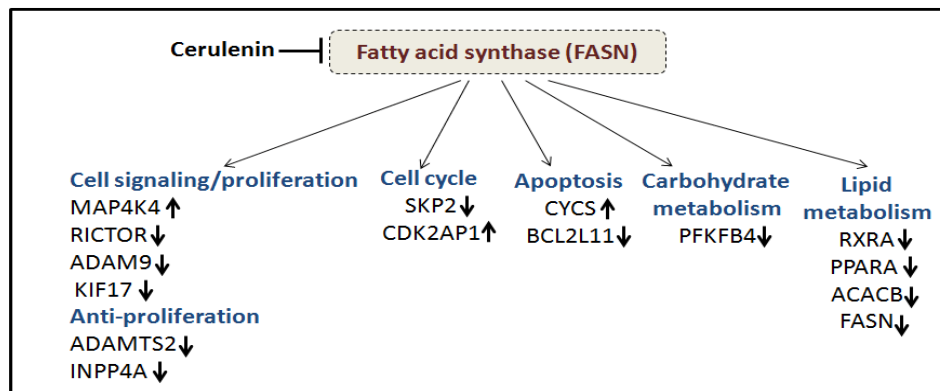 Cerulenin
Fatty acid synthase (FASN)
Cell signaling/proliferation
MAP4K4 ↑
RICTOR ↓
ADAM9 ↓
KIF17 ↓
Anti-proliferation
ADAMTS2 ↓
INPP4A ↓
Cell cycle
SKP2 ↓
CDK2AP1 ↑
Apoptosis
CYCS ↑
BCL2L11 ↓
Carbohydrate
metabolism
PFKFB4 ↓
Lipid
metabolism
RXRA ↓
PPARA ↓
ACACB ↓
FASN ↓